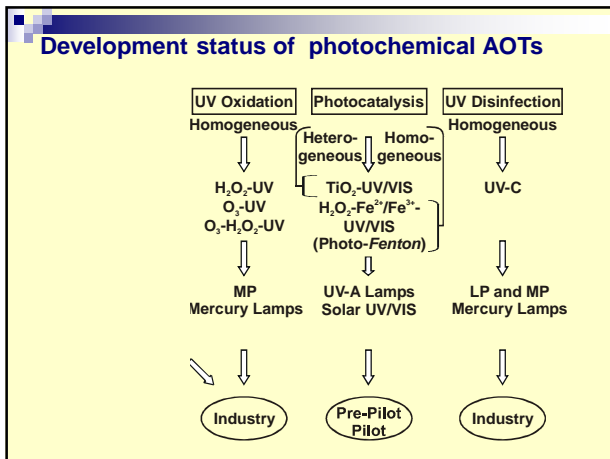 Development status of photochemical AOTs
UV Oxidation
Homogeneous
H₂O₂-UV
O₃-UV
O₃-H₂O₂-UV
MP
Mercury Lamps
Industry
Photocatalysis
Hetero-
geneous
Homo-
geneous
TiO₂-UV/VIS
H₂O₂-Fe²⁺/Fe³⁺-
UV/VIS
(Photo-Fenton)
UV-A Lamps
Solar UV/VIS
Pre-Pilot
Pilot
UV Disinfection
Homogeneous
UV-C
LP and MP
Mercury Lamps
Industry